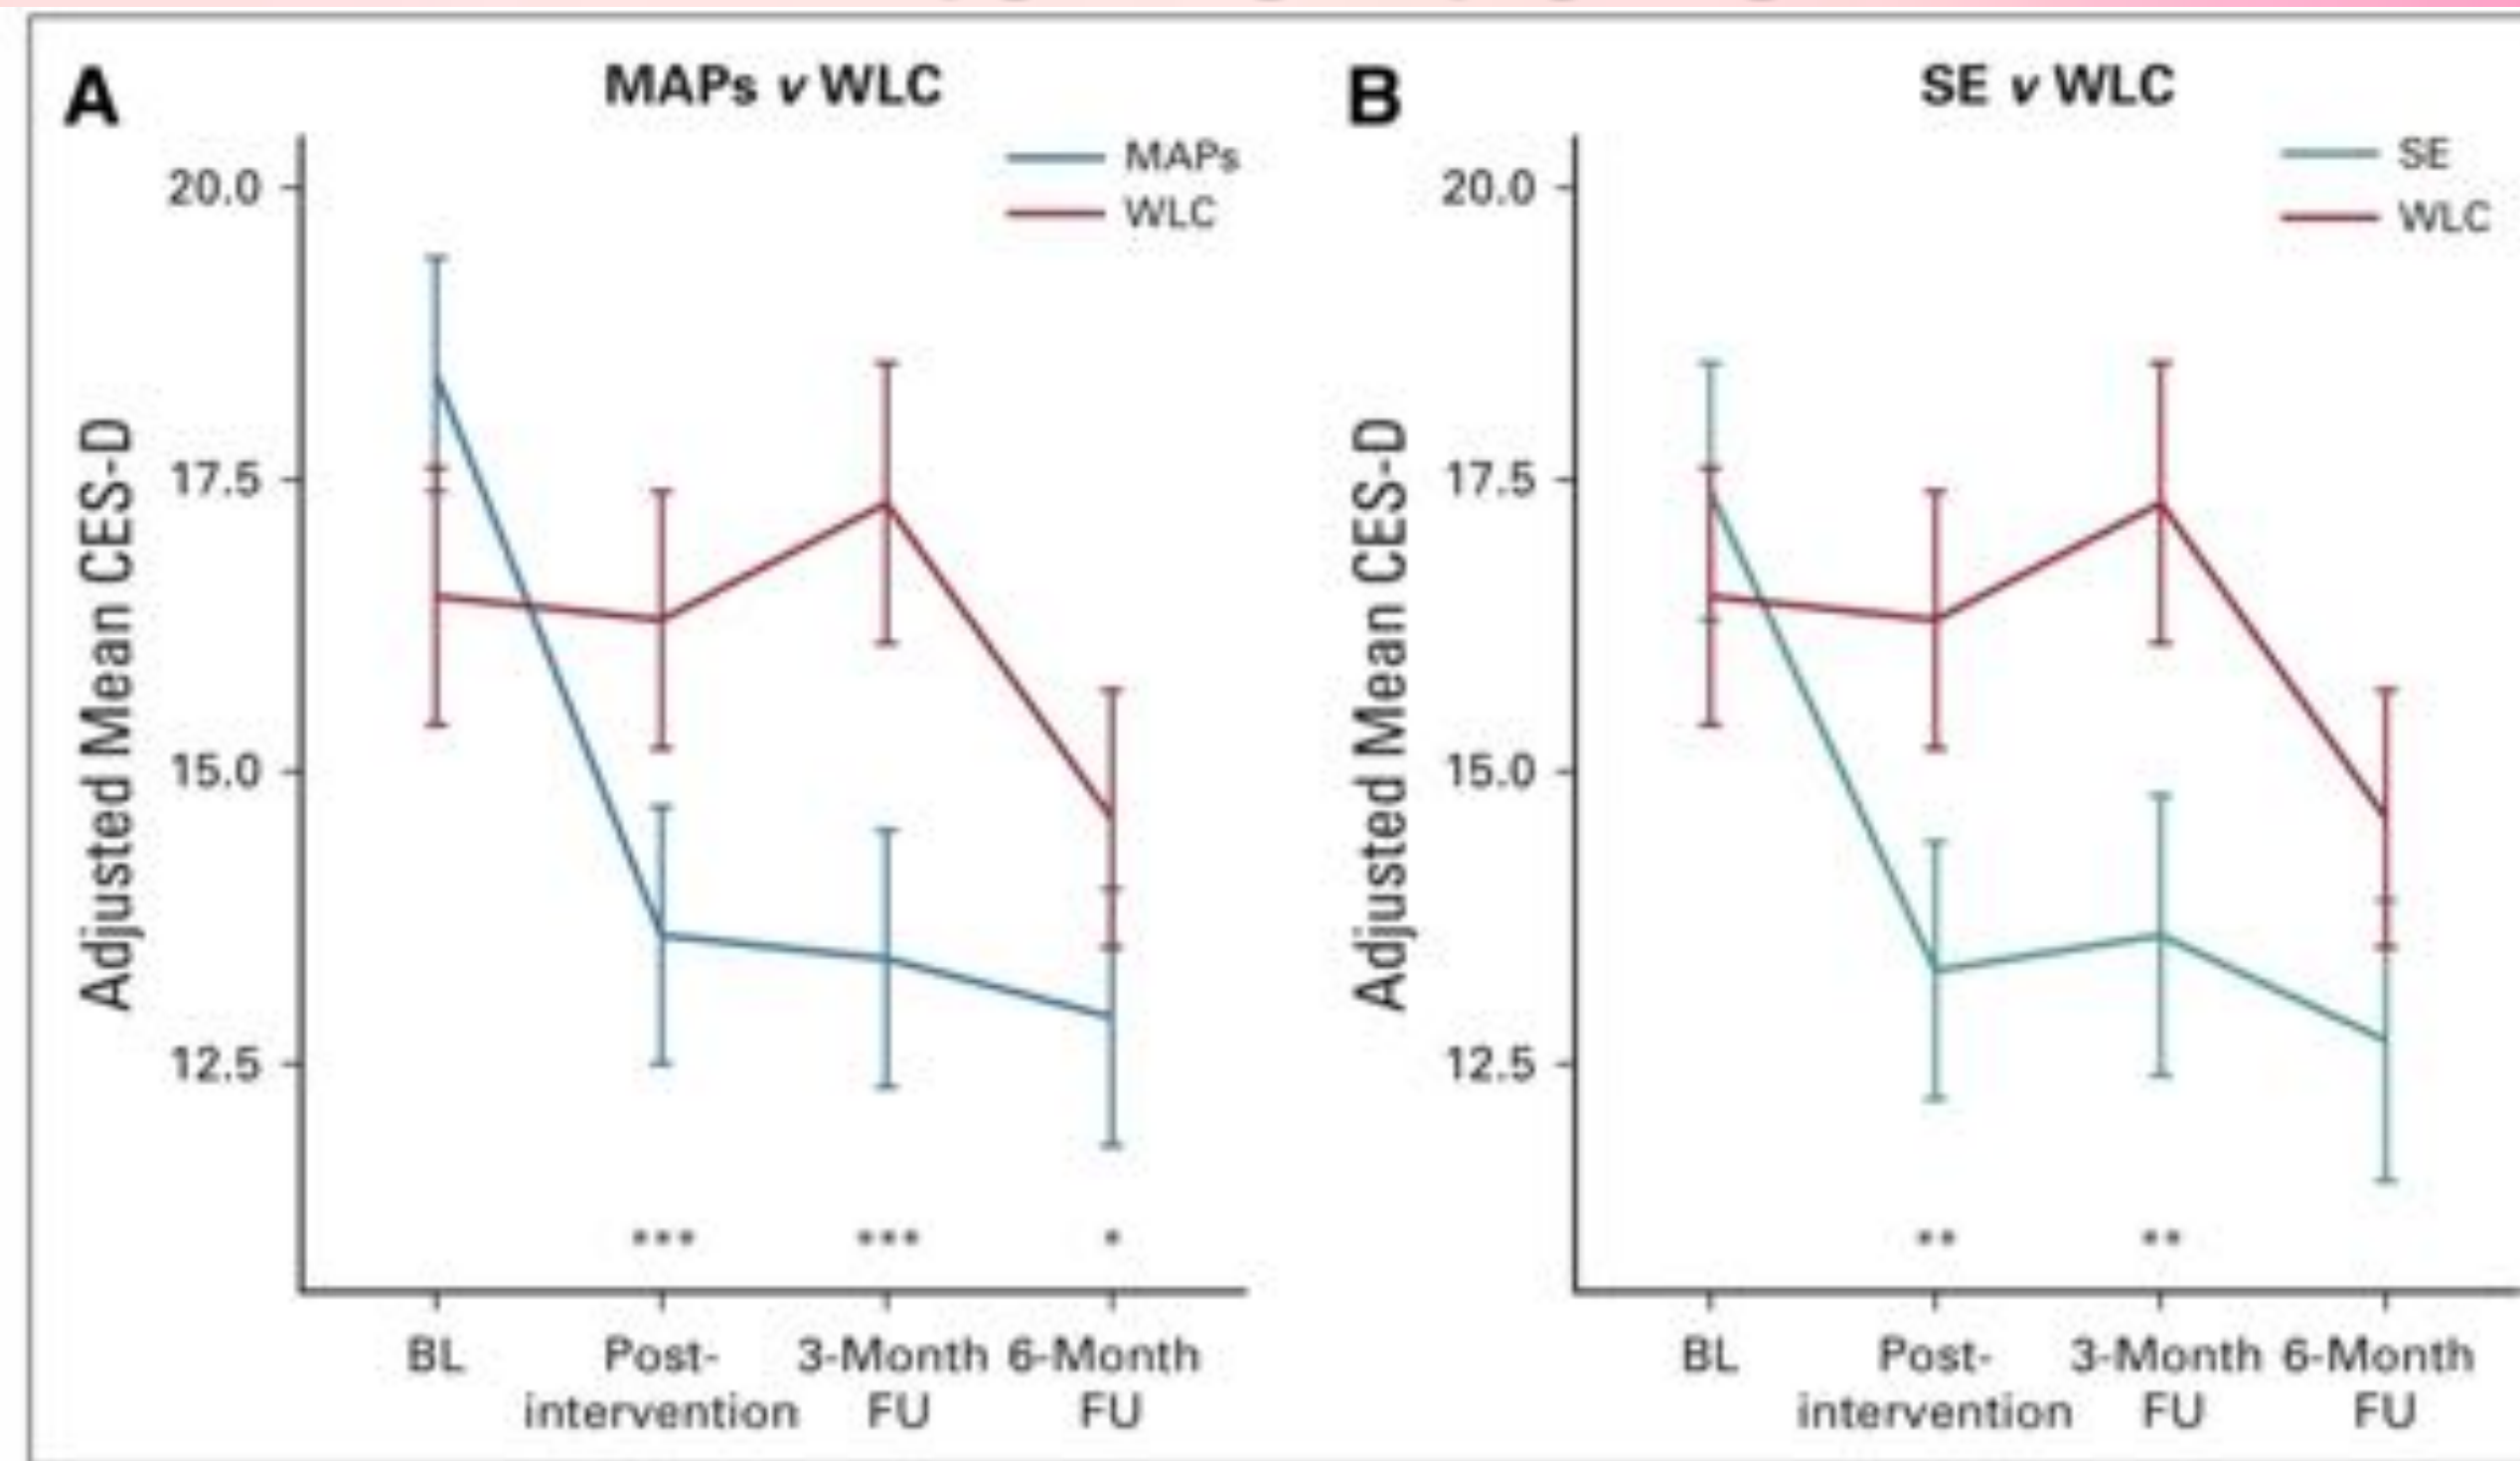 A
MAPs v WLC
MAPs
WLC
20.0
17.5
15.0
12.5
Adjusted Mean CES-D
*** *** *
BL Post-intervention 3-Month FU 6-Month FU
B
SE v WLC
SE
WLC
20.0
17.5
15.0
12.5
Adjusted Mean CES-D
** **
BL Post-intervention 3-Month FU 6-Month FU